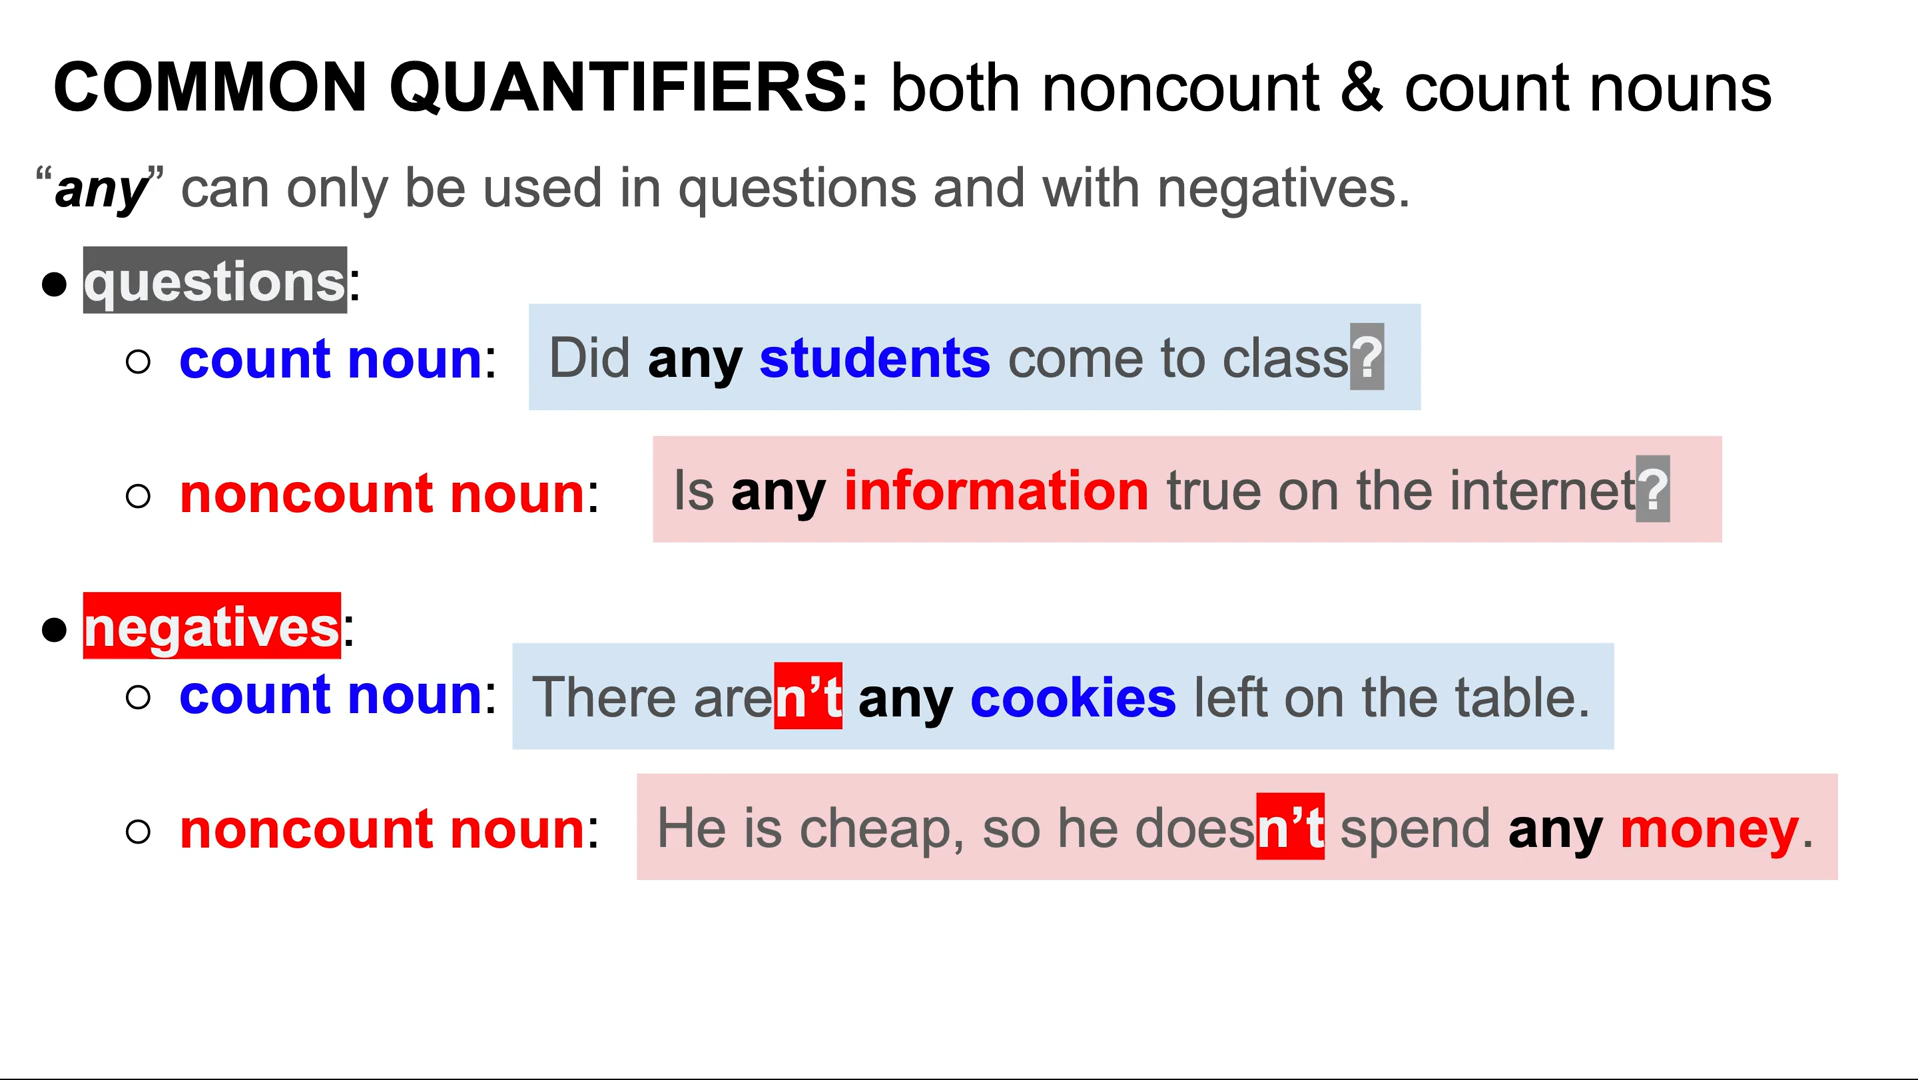 COMMON QUANTIFIERS: both noncount & count nouns
“any” can only be used in questions and with negatives.
● questions:
○ count noun: Did any students come to class?
○ noncount noun: Is any information true on the internet?
● negatives:
○ count noun: There aren’t any cookies left on the table.
○ noncount noun: He is cheap, so he doesn’t spend any money.